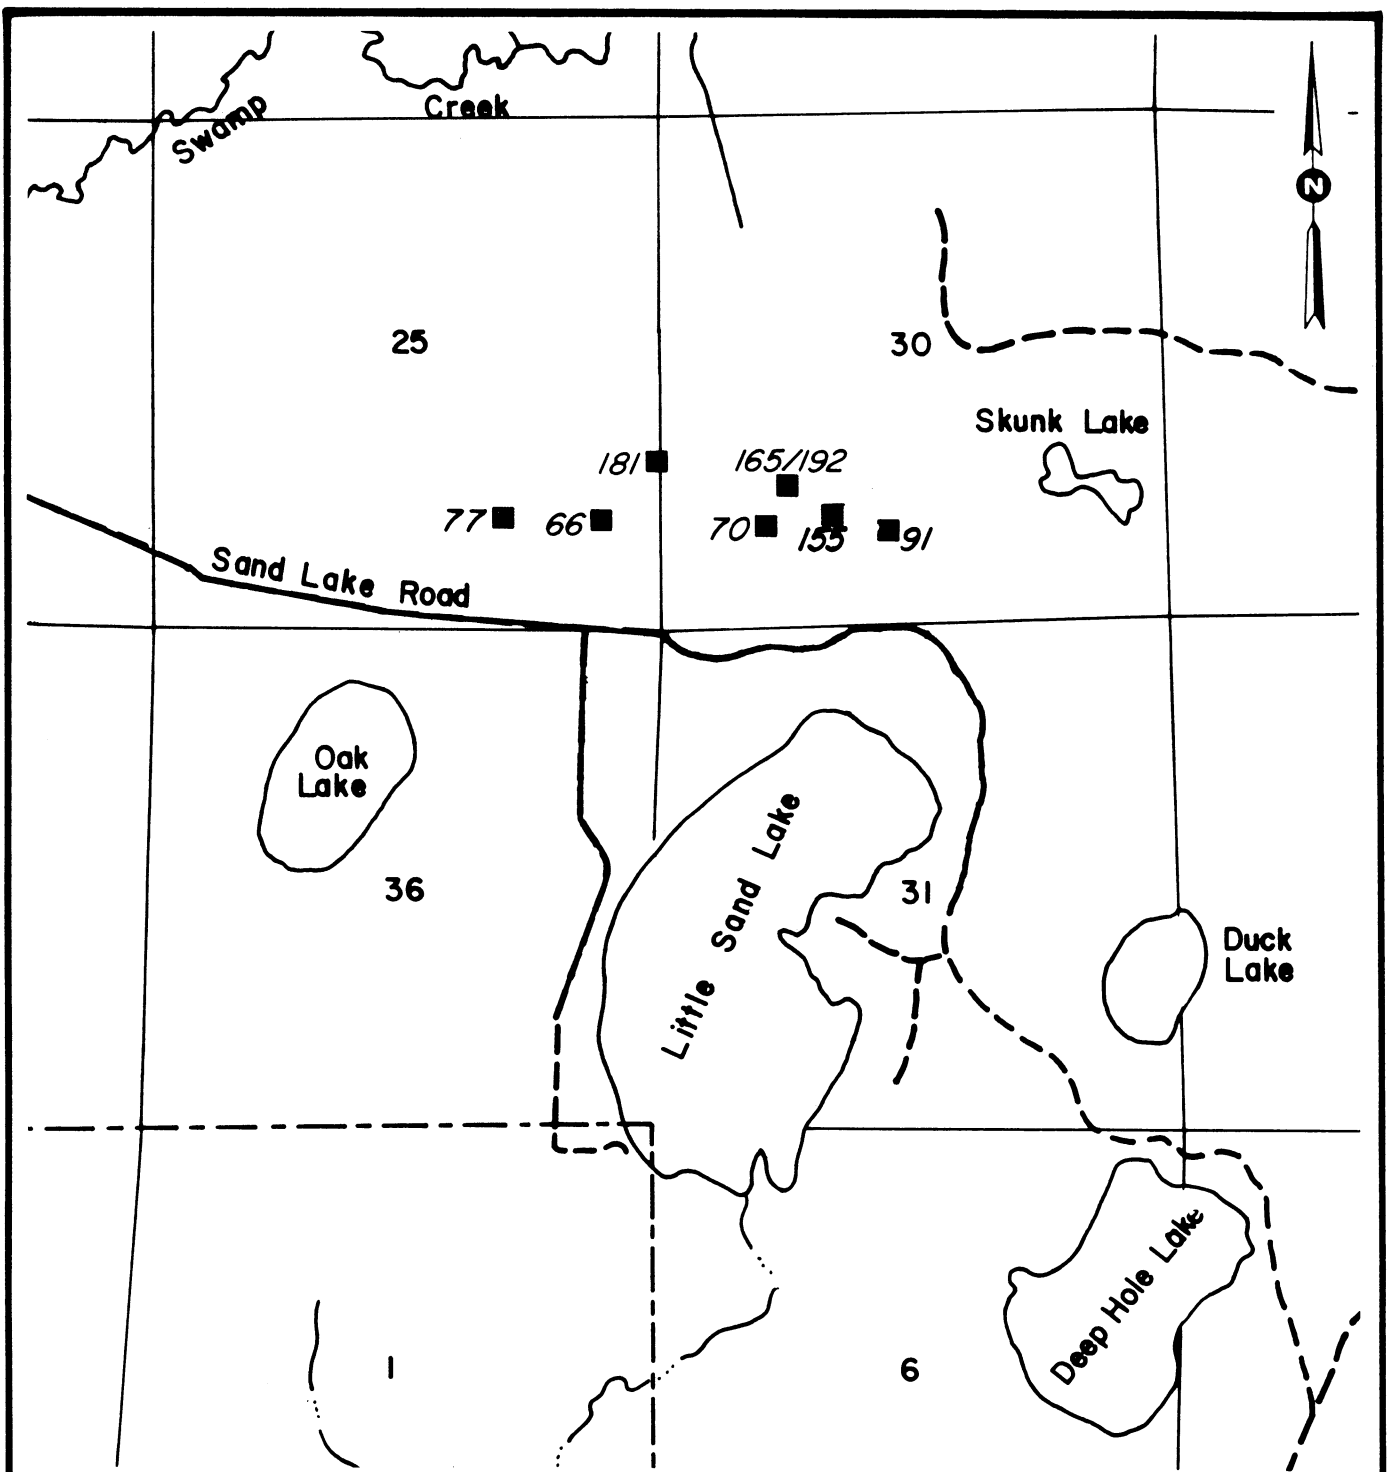 Swamp
Creek
N
25
30
Skunk Lake
181
165/192
77
66
70
155
91
Sand Lake Road
Oak
Lake
Little Sand Lake
36
31
Duck
Lake
Deep Hole Lake
1
6